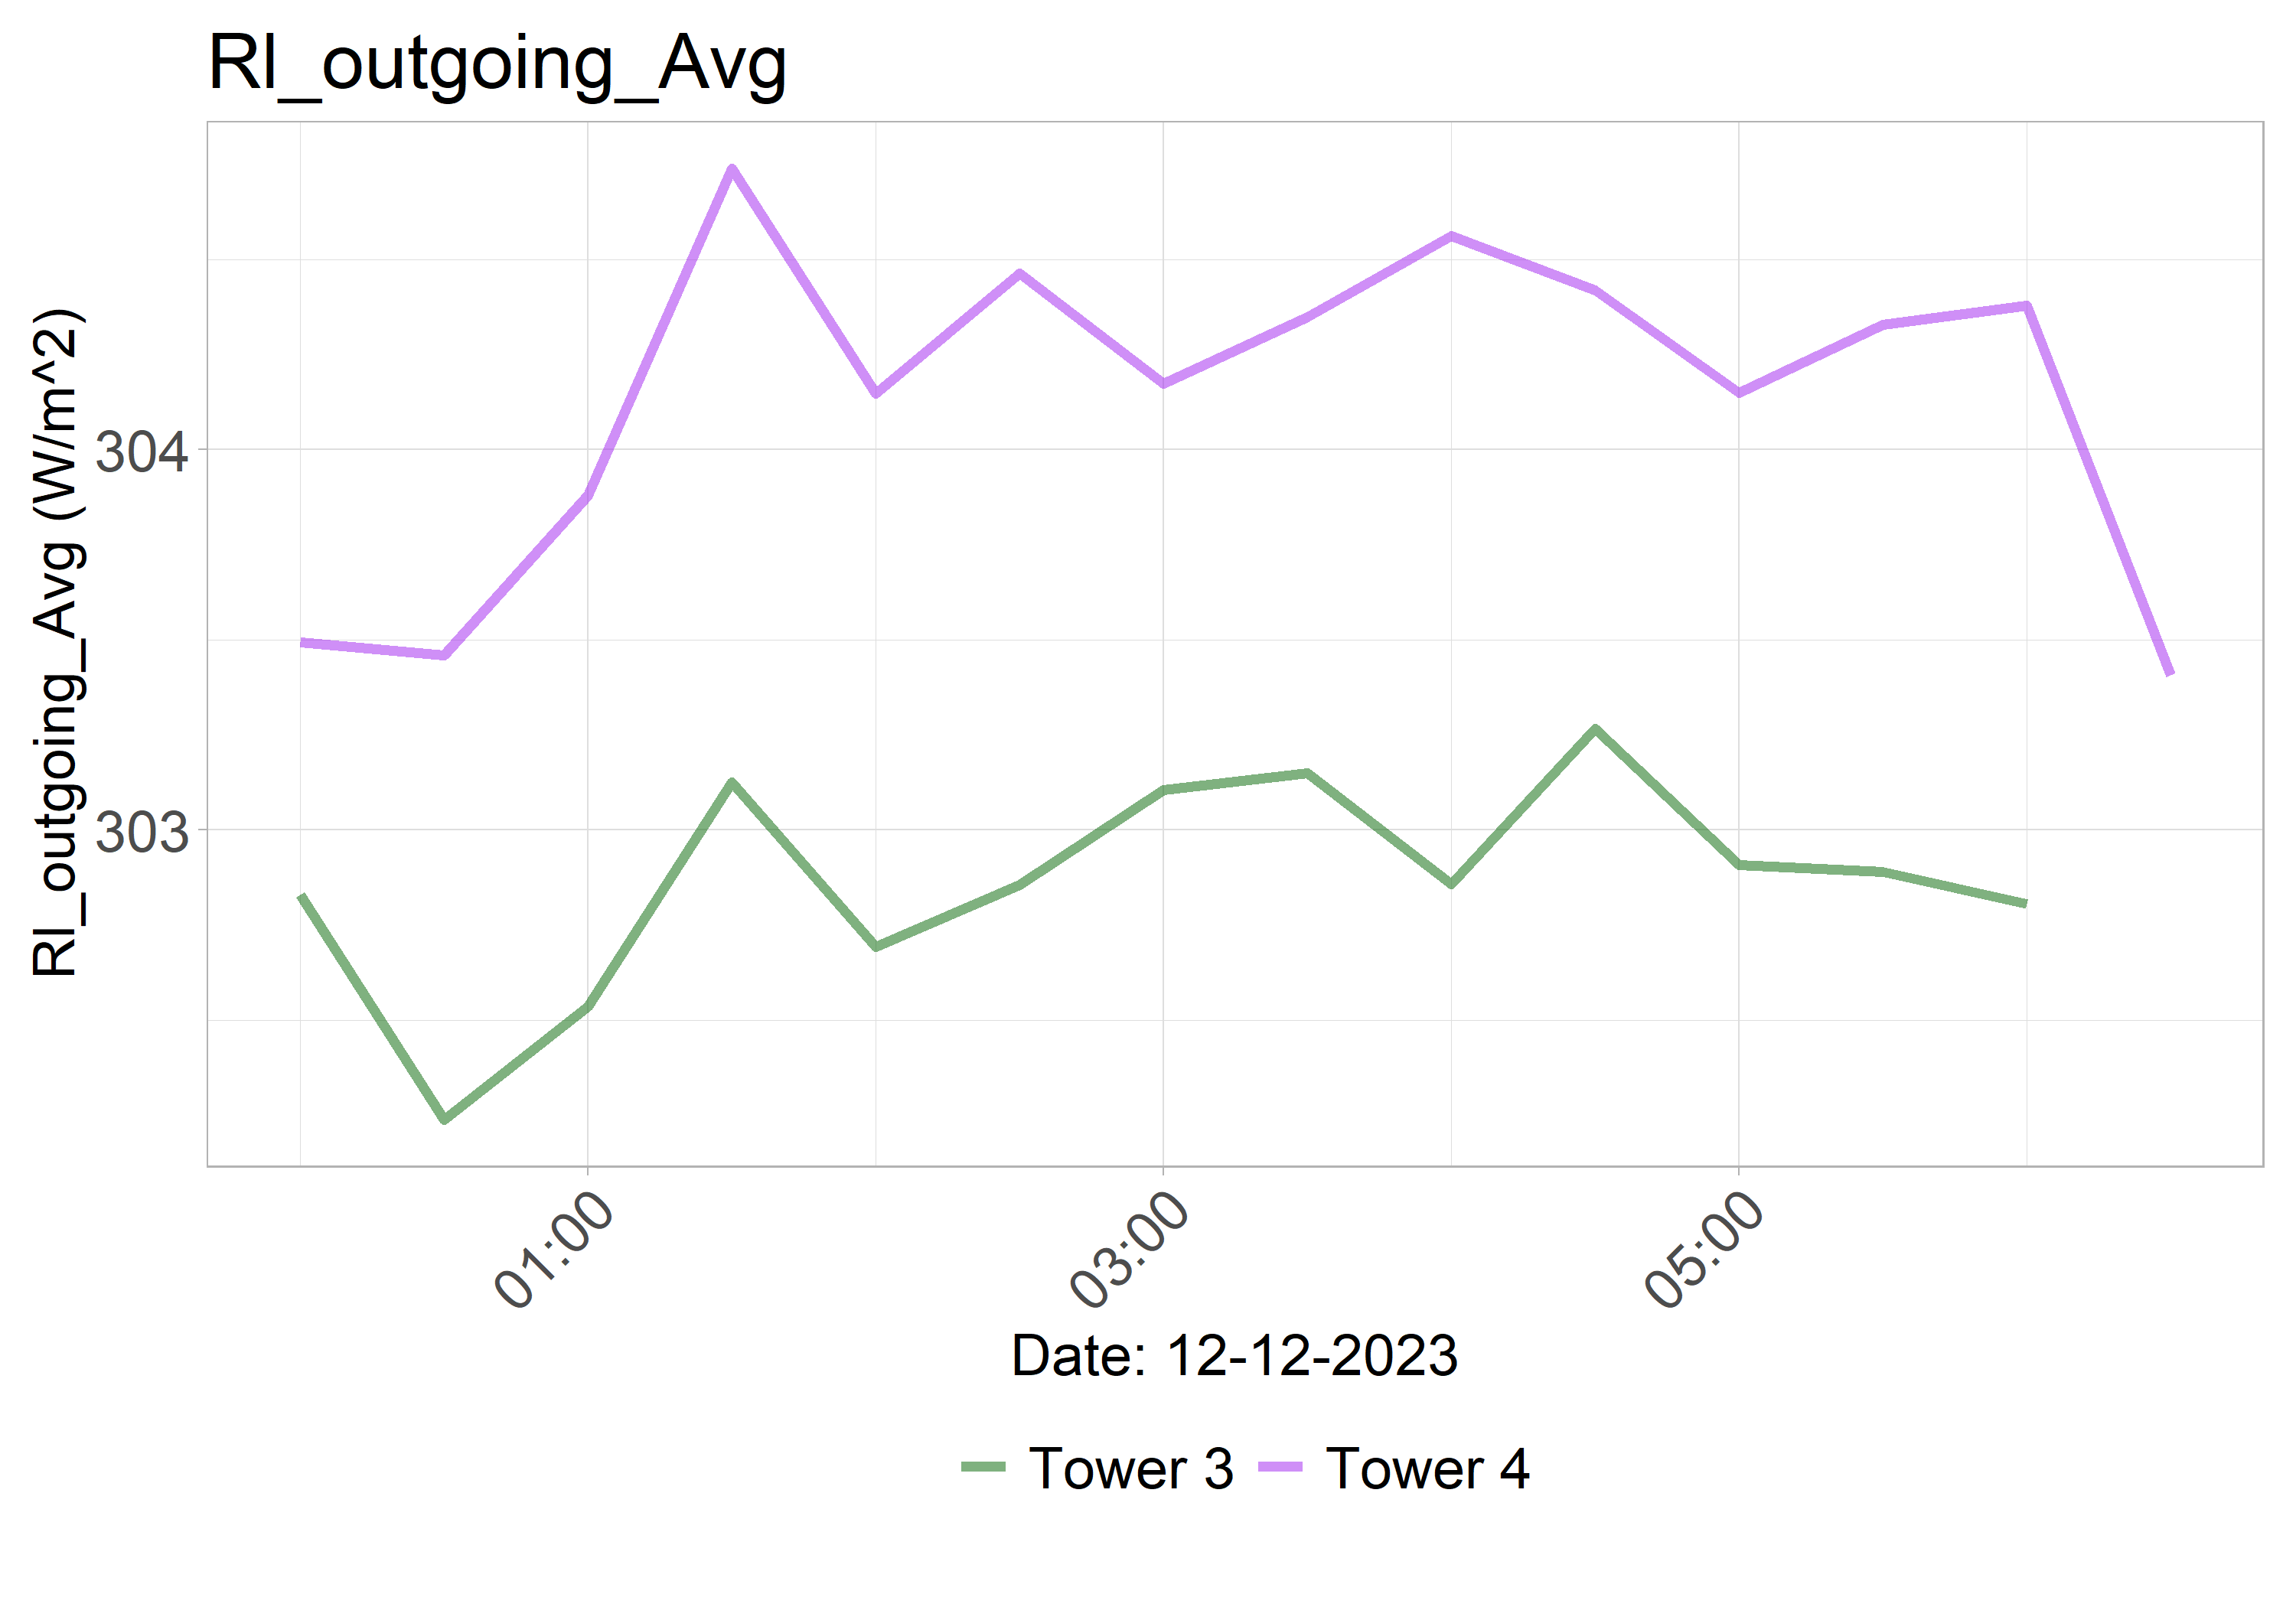 Rl_outgoing_Avg
Rl_outgoing_Avg (W/m^2)
304
303
01:00
03:00
05:00
Date: 12-12-2023
Tower 3
Tower 4